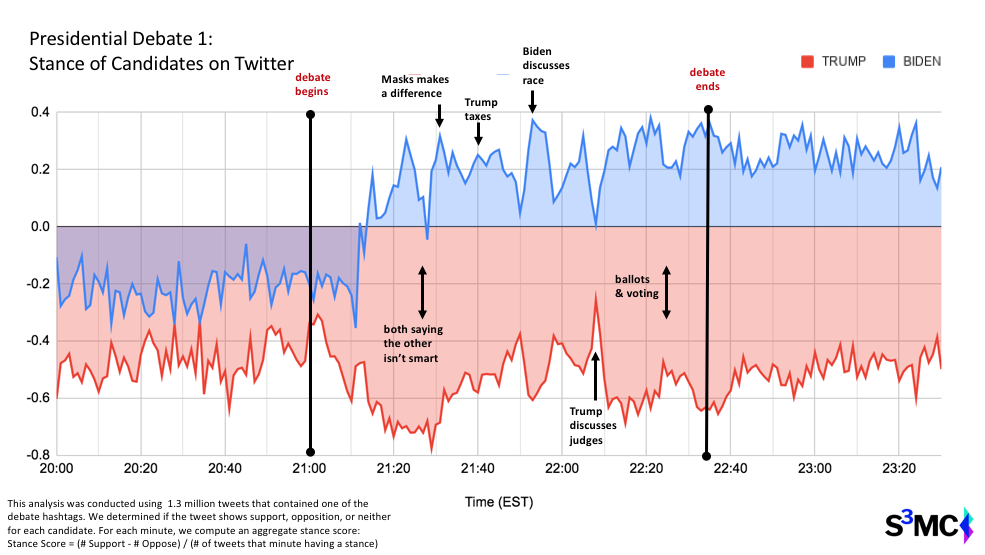 Presidential Debate 1:
Stance of Candidates on Twitter
TRUMP
BIDEN
debate
begins
Masks makes
a difference
Trump
taxes
Biden
discusses
race
debate
ends
0.4
0.2
0.0
-0.2
-0.4
-0.6
-0.8
both saying
the other
isn't smart
ballots
& voting
Trump
discusses
judges
20:00
20:20
20:40
21:00
21:20
21:40
22:00
22:20
22:40
23:00
23:20
Time (EST)
This analysis was conducted using 1.3 million tweets that contained one of the
debate hashtags. We determined if the tweet shows support, opposition, or neither
for each candidate. For each minute, we compute an aggregate stance score:
Stance Score = (# Support - # Oppose) / (# of tweets that minute having a stance)
S3MC